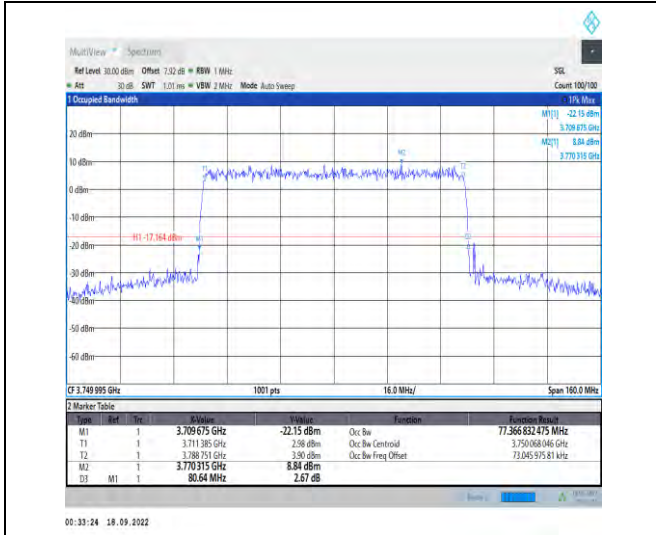 MultiView Spectrum
Ref Level 30.00 dBm Offset 7.92 dB RBW 1 MHz SGL
Att 30 dB SWT 1.01 ms VBW 2 MHz Mode Auto Sweep Count 100/100
1 Occupied Bandwidth 1Pk Max
M1[1] -22.15 dBm
3.709 675 GHz
20 dBm M2[1] 8.84 dBm
3.770 315 GHz
10 dBm M2
T1 T2
0 dBm
-10 dBm
H1 -17.164 dBm M1 D3
-20 dBm
-30 dBm
-40 dBm
-50 dBm
-60 dBm
CF 3.749 995 GHz 1001 pts 16.0 MHz/ Span 160.0 MHz
2 Marker Table
Type Ref Trc X-Value Y-Value Function Function Result
M1 1 3.709 675 GHz -22.15 dBm Occ Bw 77.366 832 475 MHz
T1 1 3.711 385 GHz 2.98 dBm Occ Bw Centroid 3.750 068 046 GHz
T2 1 3.788 751 GHz 3.90 dBm Occ Bw Freq Offset 73.045 975 81 kHz
M2 1 3.770 315 GHz 8.84 dBm
D3 M1 1 80.64 MHz 2.67 dB
00:33:24 18.09.2022